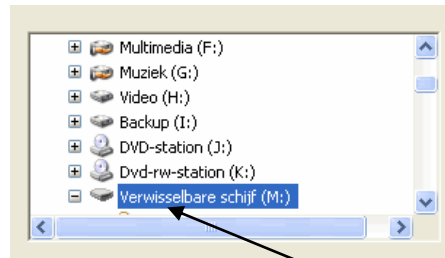 Multimedia (F:)
Muziek (G:)
Video (H:)
Backup (I:)
DVD-station (J:)
Dvd-rw-station (K:)
Verwisselbare schijf (M:)